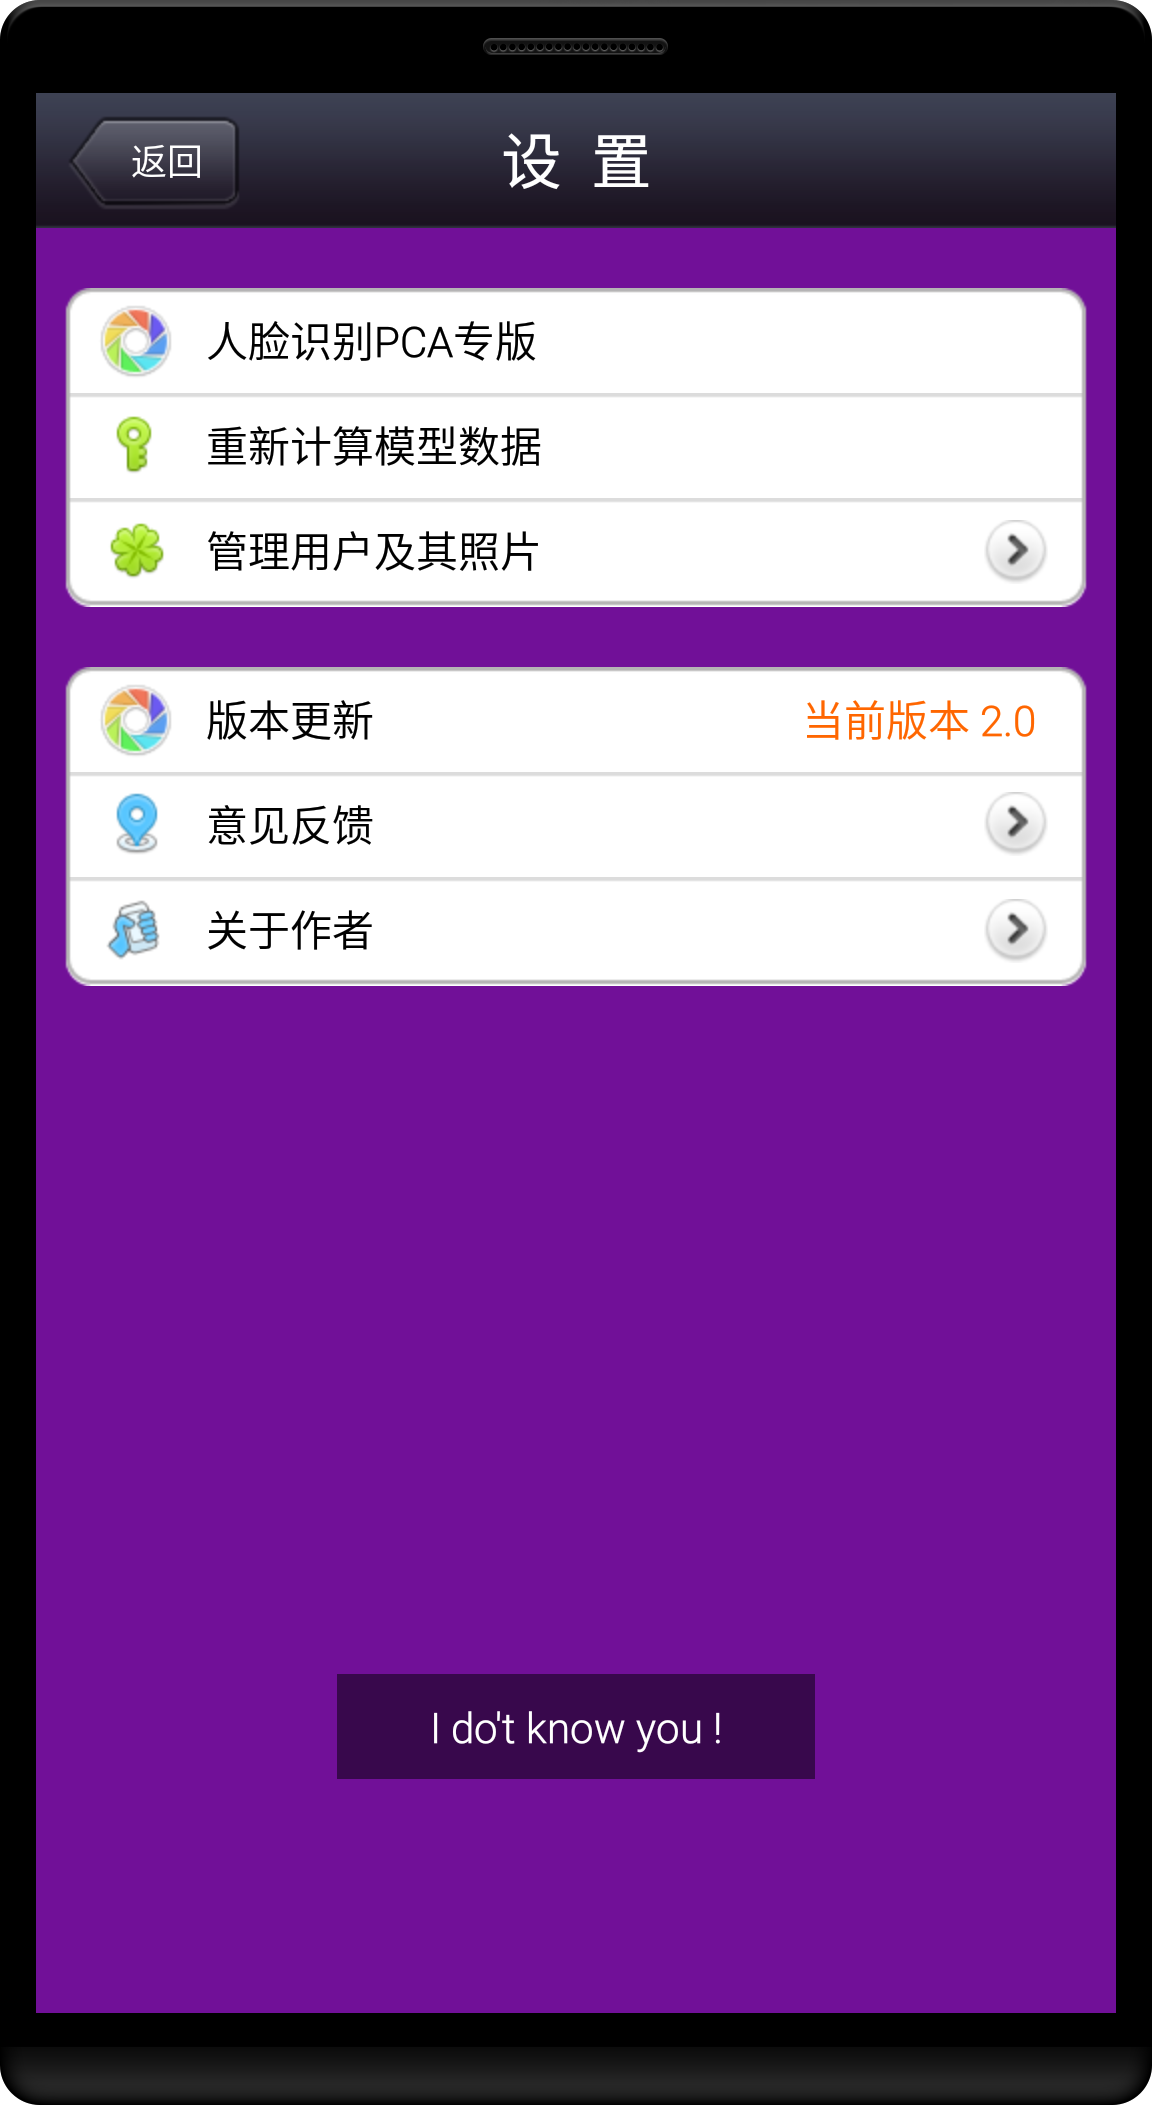 返回
设 置
人脸识别PCA专版
重新计算模型数据
管理用户及其照片
版本更新 当前版本 2.0
意见反馈
关于作者
I do't know you !